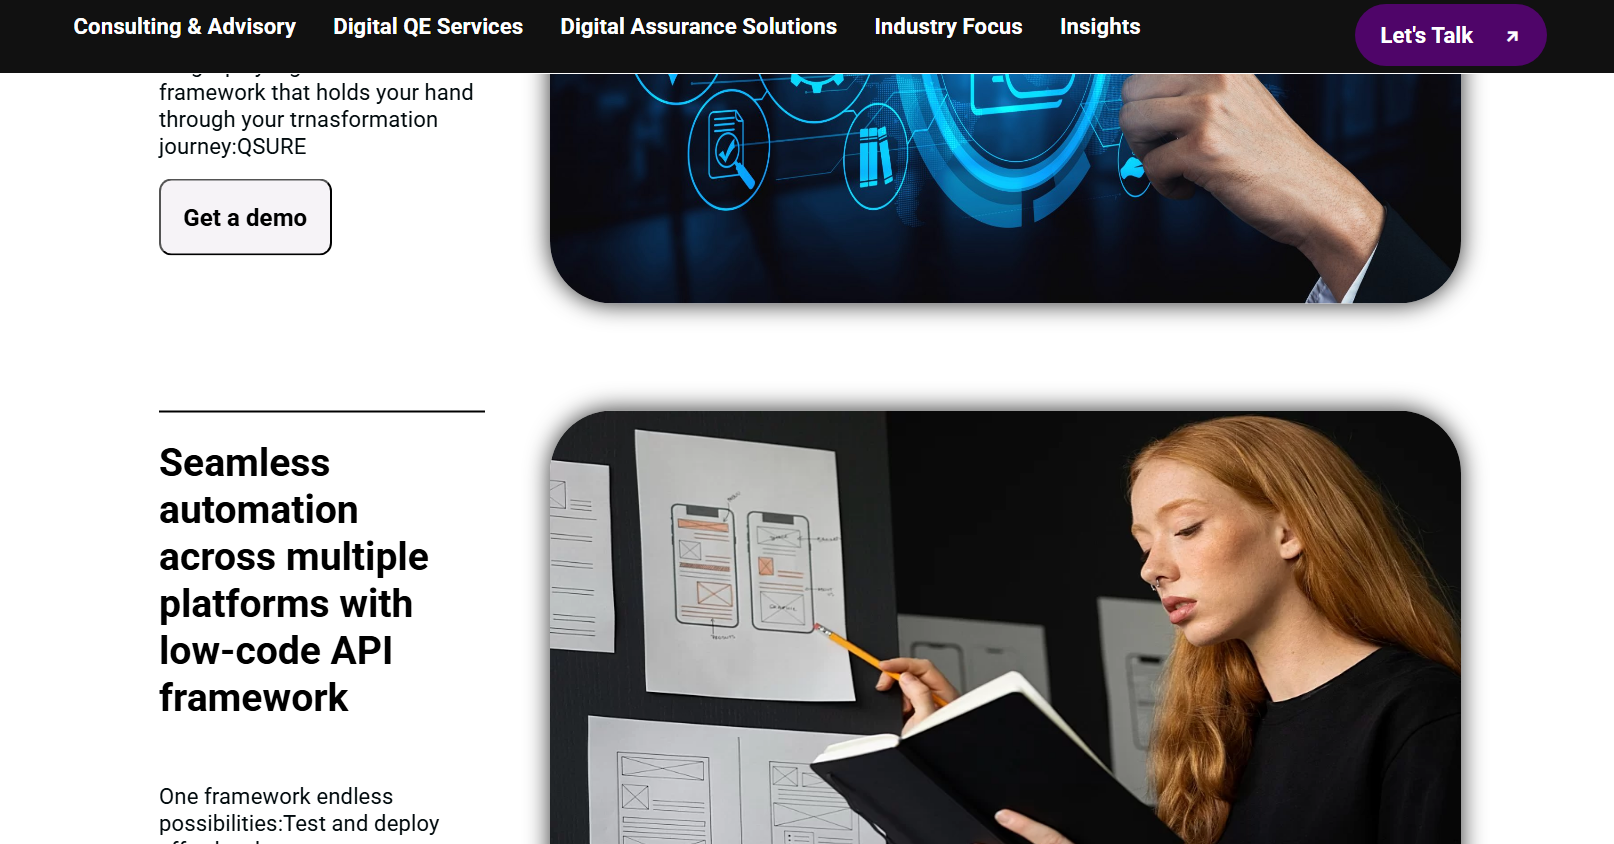 Consulting & Advisory Digital QE Services Digital Assurance Solutions Industry Focus Insights Let's Talk
framework that holds your hand
through your trnasformation
journey:QSURE
Get a demo
Seamless
automation
across multiple
platforms with
low-code API
framework
One framework endless
possibilities:Test and deploy